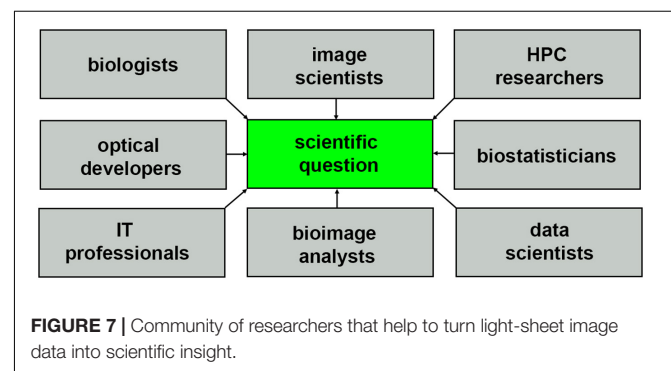 biologists
image
scientists
HPC
researchers
optical
developers
scientific
question
biostatisticians
IT
professionals
bioimage
analysts
data
scientists
FIGURE 7 | Community of researchers that help to turn light-sheet image
data into scientific insight.